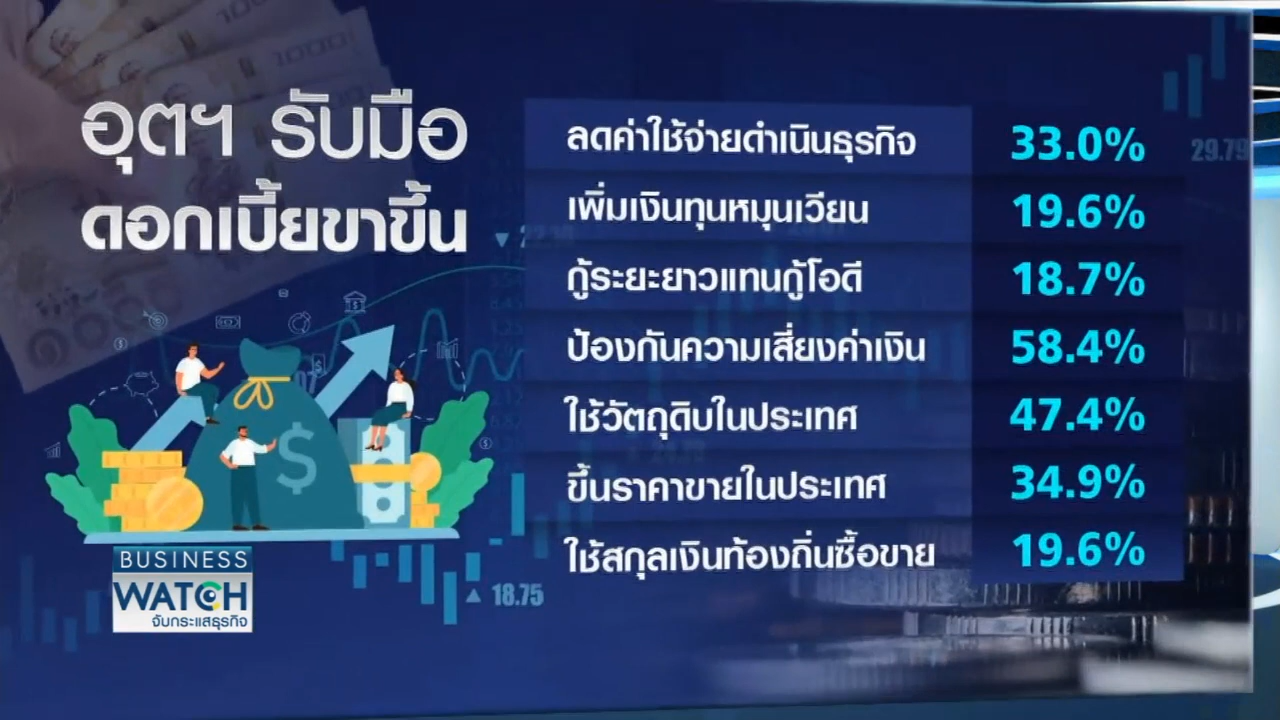 อุตฯ รับมือ
ดอกเบี้ยขาขึ้น
ลดค่าใช้จ่ายดำเนินธุรกิจ 33.0%
เพิ่มเงินทุนหมุนเวียน 19.6%
กู้ระยะยาวแทนกู้โอดี 18.7%
ป้องกันความเสี่ยงค่าเงิน 58.4%
ใช้วัตถุดิบในประเทศ 47.4%
ขึ้นราคาขายในประเทศ 34.9%
ใช้สกุลเงินท้องถิ่นซื้อขาย 19.6%
29.79
18.75
BUSINESS
WATCH
จับกระแสธุรกิจ